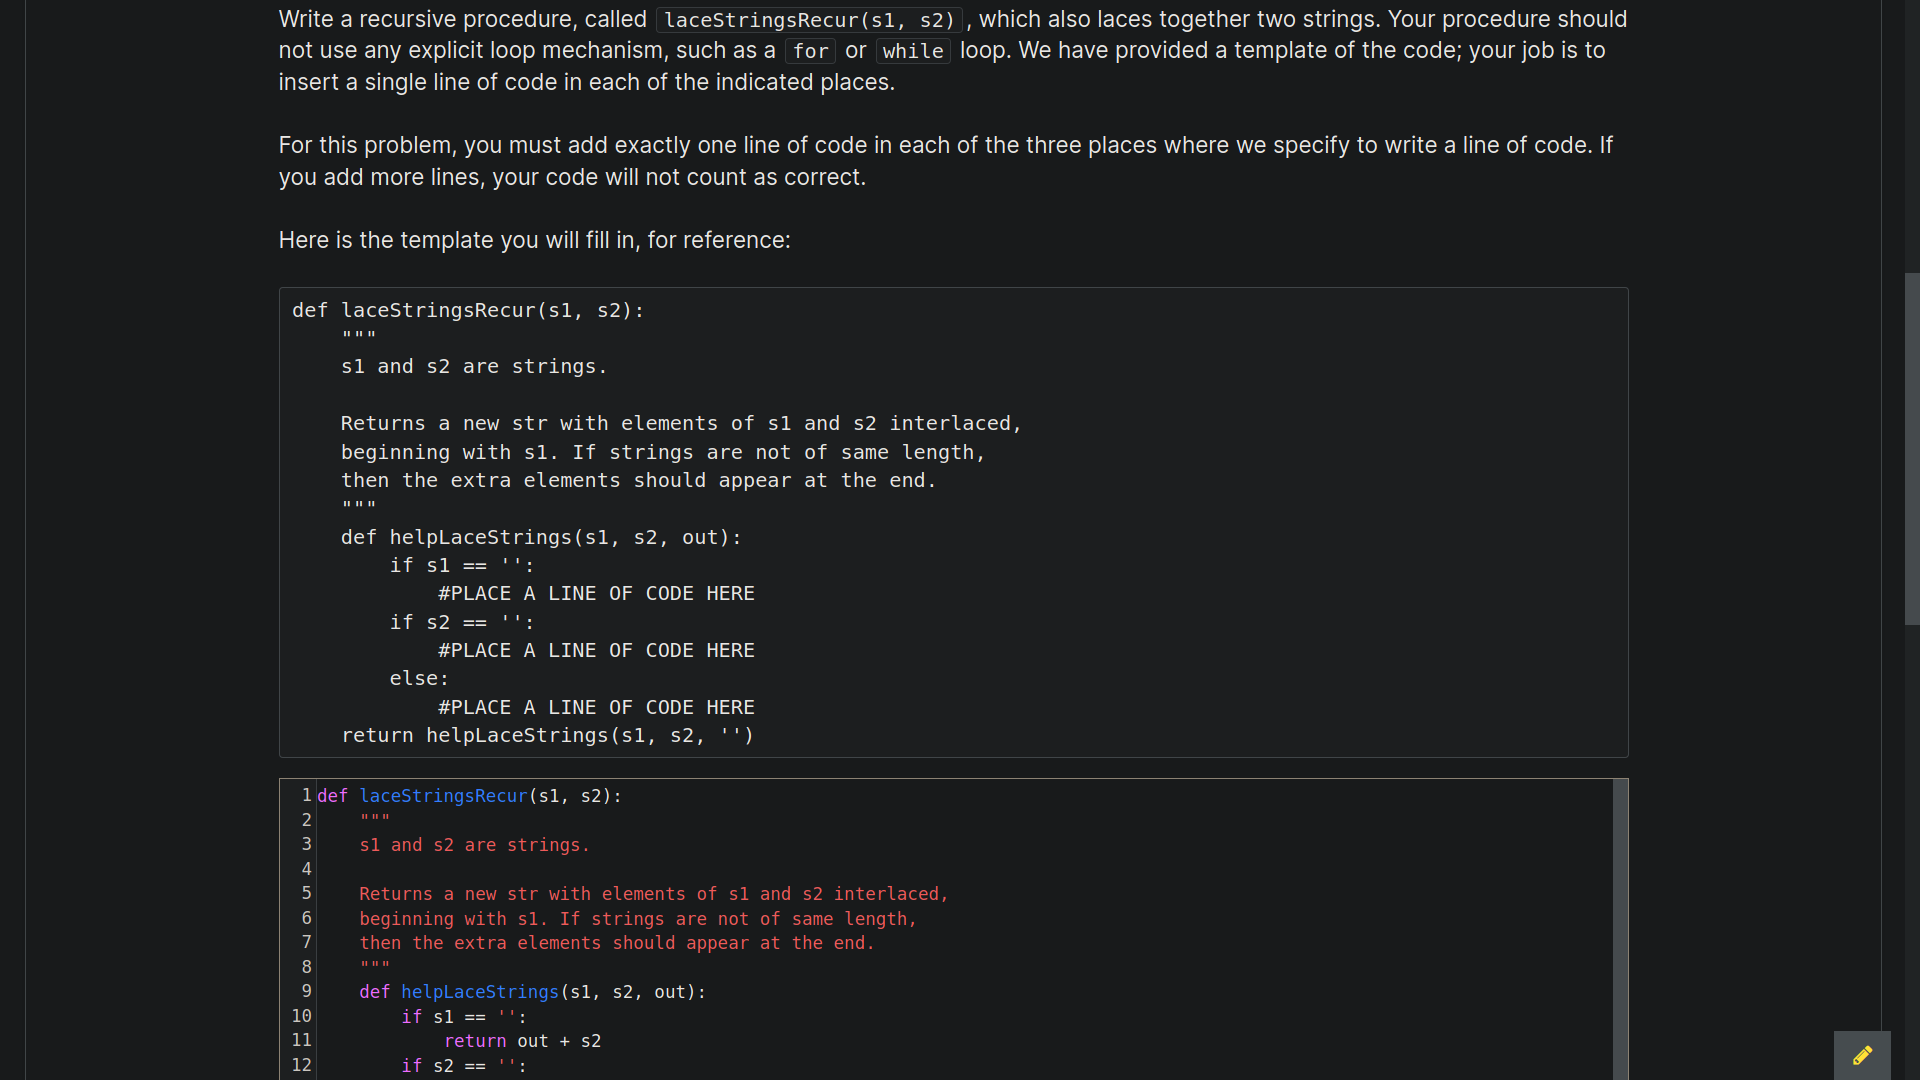 Write a recursive procedure, called laceStringsRecur(s1, s2), which also laces together two strings. Your procedure should
not use any explicit loop mechanism, such as a for or while loop. We have provided a template of the code; your job is to
insert a single line of code in each of the indicated places.
For this problem, you must add exactly one line of code in each of the three places where we specify to write a line of code. If
you add more lines, your code will not count as correct.
Here is the template you will fill in, for reference:
def laceStringsRecur(s1, s2):
    """
    s1 and s2 are strings.

    Returns a new str with elements of s1 and s2 interlaced,
    beginning with s1. If strings are not of same length,
    then the extra elements should appear at the end.
    """
    def helpLaceStrings(s1, s2, out):
        if s1 == '':
            #PLACE A LINE OF CODE HERE
        if s2 == '':
            #PLACE A LINE OF CODE HERE
        else:
            #PLACE A LINE OF CODE HERE
    return helpLaceStrings(s1, s2, '')
1 def laceStringsRecur(s1, s2):
2     """
3     s1 and s2 are strings.
4
5     Returns a new str with elements of s1 and s2 interlaced,
6     beginning with s1. If strings are not of same length,
7     then the extra elements should appear at the end.
8     """
9     def helpLaceStrings(s1, s2, out):
10         if s1 == '':
11             return out + s2
12         if s2 == '':